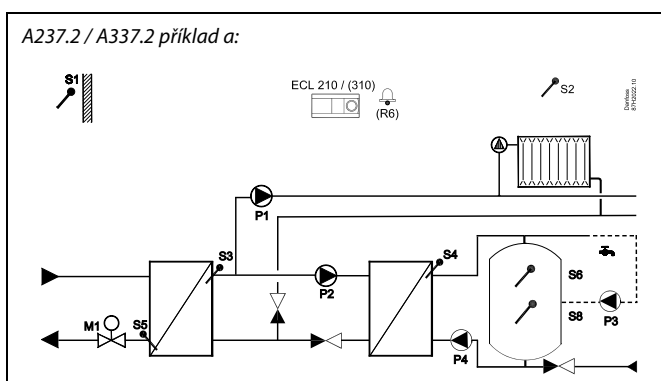 A237.2 / A337.2 příklad a:
S1
ECL 210 / (310)
(R6)
S2
Danfoss
87H2022.10
P1
S3
P2
S4
S6
S8
P3
M1
S5
P4